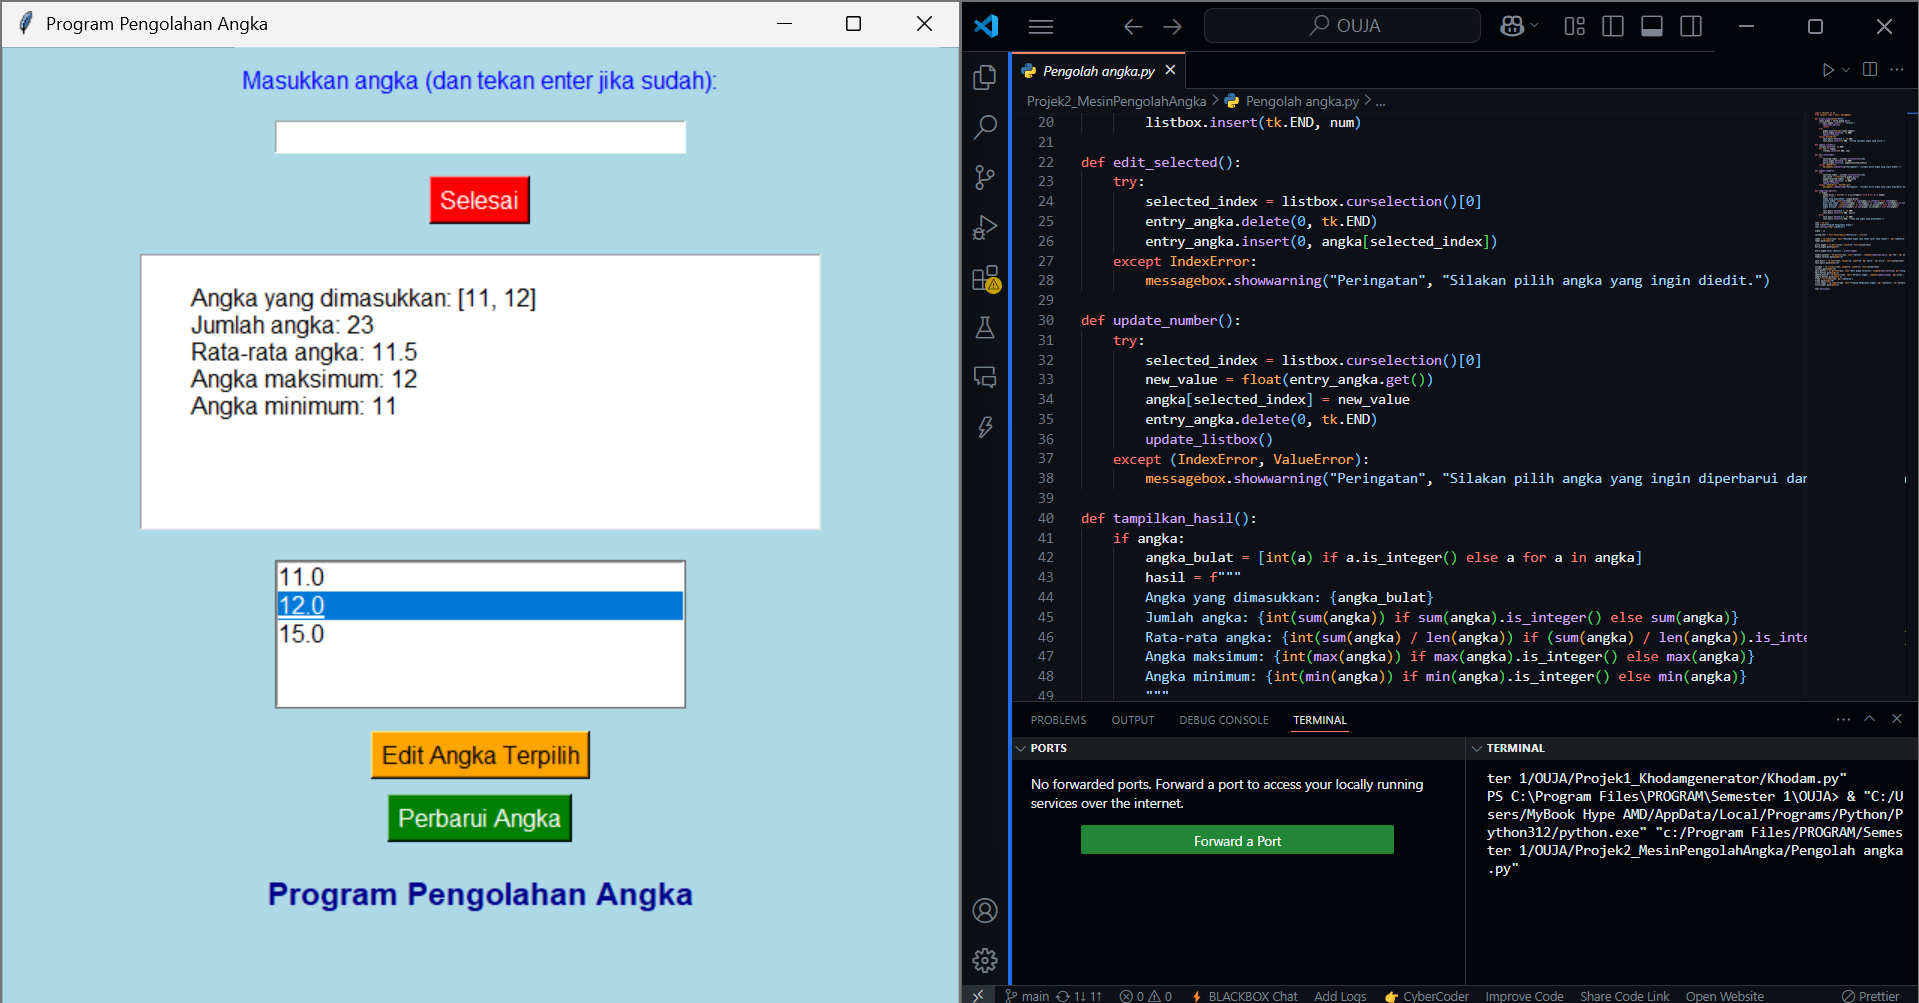 Program Pengolahan Angka
Masukkan angka (dan tekan enter jika sudah):
Selesai
Angka yang dimasukkan: [11, 12]
Jumlah angka: 23
Rata-rata angka: 11.5
Angka maksimum: 12
Angka minimum: 11
11.0
12.0
15.0
Edit Angka Terpilih
Perbarui Angka
Program Pengolahan Angka
OUJA
Pengolah angka.py
Projek2_MesinPengolahAngka > Pengolah angka.py > ...
20 listbox.insert(tk.END, num)
21
22 def edit_selected():
23 try:
24 selected_index = listbox.curselection()[0]
25 entry_angka.delete(0, tk.END)
26 entry_angka.insert(0, angka[selected_index])
27 except IndexError:
28 messagebox.showwarning("Peringatan", "Silakan pilih angka yang ingin diedit.")
29
30 def update_number():
31 try:
32 selected_index = listbox.curselection()[0]
33 new_value = float(entry_angka.get())
34 angka[selected_index] = new_value
35 entry_angka.delete(0, tk.END)
36 update_listbox()
37 except (IndexError, ValueError):
38 messagebox.showwarning("Peringatan", "Silakan pilih angka yang ingin diperbarui dar
39
40 def tampilkan_hasil():
41 if angka:
42 angka_bulat = [int(a) if a.is_integer() else a for a in angka]
43 hasil = f"""
44 Angka yang dimasukkan: {angka_bulat}
45 Jumlah angka: {int(sum(angka)) if sum(angka).is_integer() else sum(angka)}
46 Rata-rata angka: {int(sum(angka) / len(angka)) if (sum(angka) / len(angka)).is_inte
47 Angka maksimum: {int(max(angka)) if max(angka).is_integer() else max(angka)}
48 Angka minimum: {int(min(angka)) if min(angka).is_integer() else min(angka)}
49 """
PROBLEMS OUTPUT DEBUG CONSOLE TERMINAL
PORTS
No forwarded ports. Forward a port to access your locally running
services over the internet.
Forward a Port
TERMINAL
ter 1/OUJA/Projek1_Khodamgenerator/Khodam.py"
PS C:\Program Files\PROGRAM\Semester 1\OUJA> & "C:/U
sers/MyBook Hype AMD/AppData/Local/Programs/Python/P
ython312/python.exe" "c:/Program Files/PROGRAM/Semes
ter 1/OUJA/Projek2_MesinPengolahAngka/Pengolah angka
.py"
main 1↓ 1↑ 0 0 BLACKBOX Chat Add Logs CyberCoder Improve Code Share Code Link Open Website Prettier